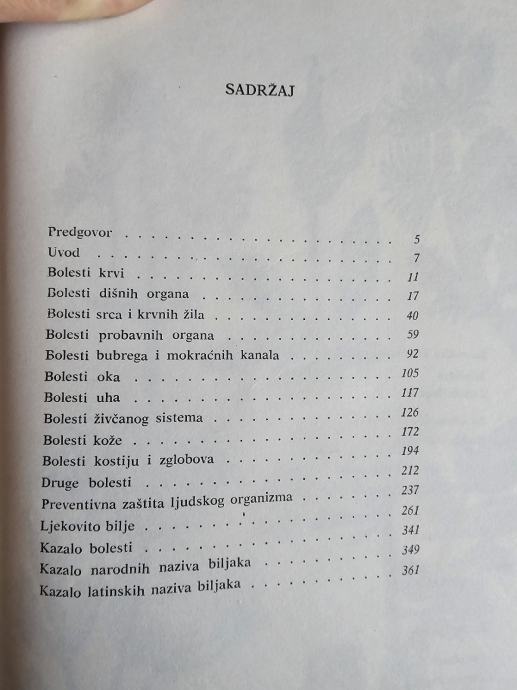 SADRŽAJ
Predgovor . . . . . . . . . . . . . . . . . . . . 5
Uvod . . . . . . . . . . . . . . . . . . . . . . 7
Bolesti krvi . . . . . . . . . . . . . . . . . . . 11
Bolesti dišnih organa . . . . . . . . . . . . . . 17
Bolesti srca i krvnih žila . . . . . . . . . . . . . 40
Bolesti probavnih organa . . . . . . . . . . . . 59
Bolesti bubrega i mokraćnih kanala . . . . . . . . 92
Bolesti oka . . . . . . . . . . . . . . . . . . . 105
Bolesti uha . . . . . . . . . . . . . . . . . . . 117
Bolesti živčanog sistema . . . . . . . . . . . . . 126
Bolesti kože . . . . . . . . . . . . . . . . . . 172
Bolesti kostiju i zglobova . . . . . . . . . . . . 194
Druge bolesti . . . . . . . . . . . . . . . . . . 212
Preventivna zaštita ljudskog organizma . . . . . . . 237
Ljekovito bilje . . . . . . . . . . . . . . . . . 261
Kazalo bolesti . . . . . . . . . . . . . . . . . 341
Kazalo narodnih naziva biljaka . . . . . . . . . . 349
Kazalo latinskih naziva biljaka . . . . . . . . . . 361